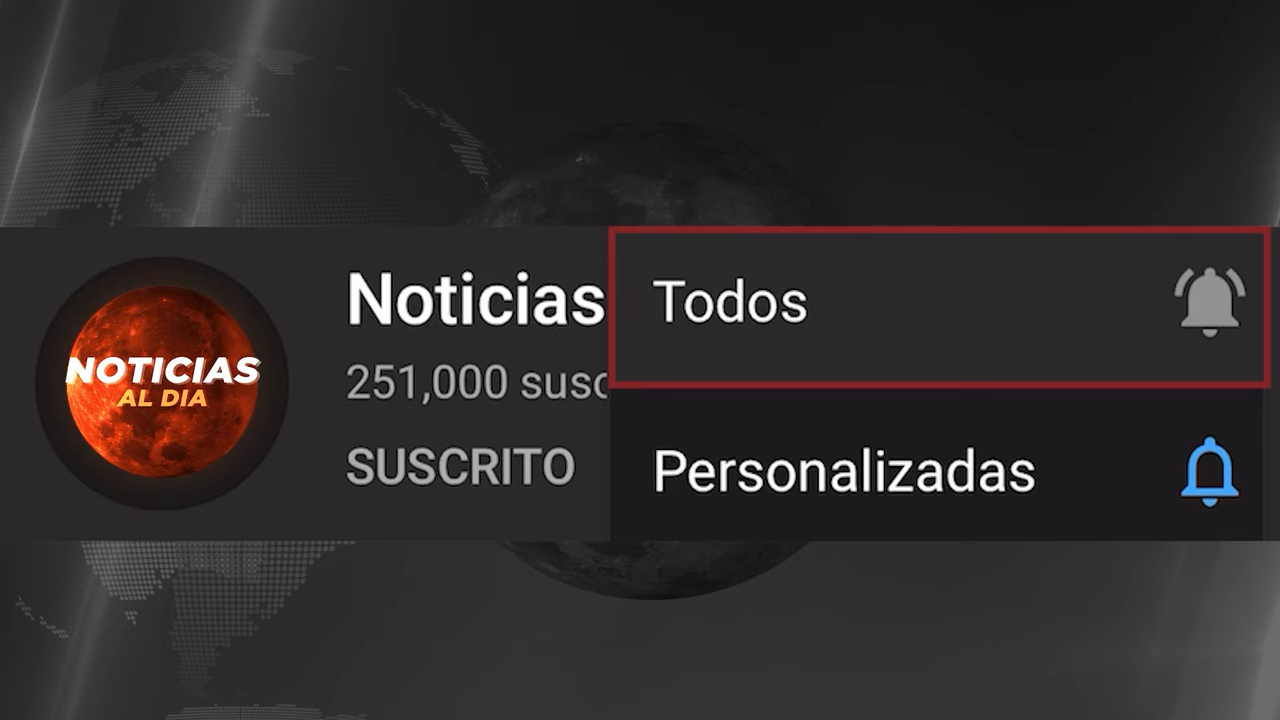 NOTICIAS
AL DIA
Noticias
251,000 susc
SUSCRITO
Todos
Personalizadas